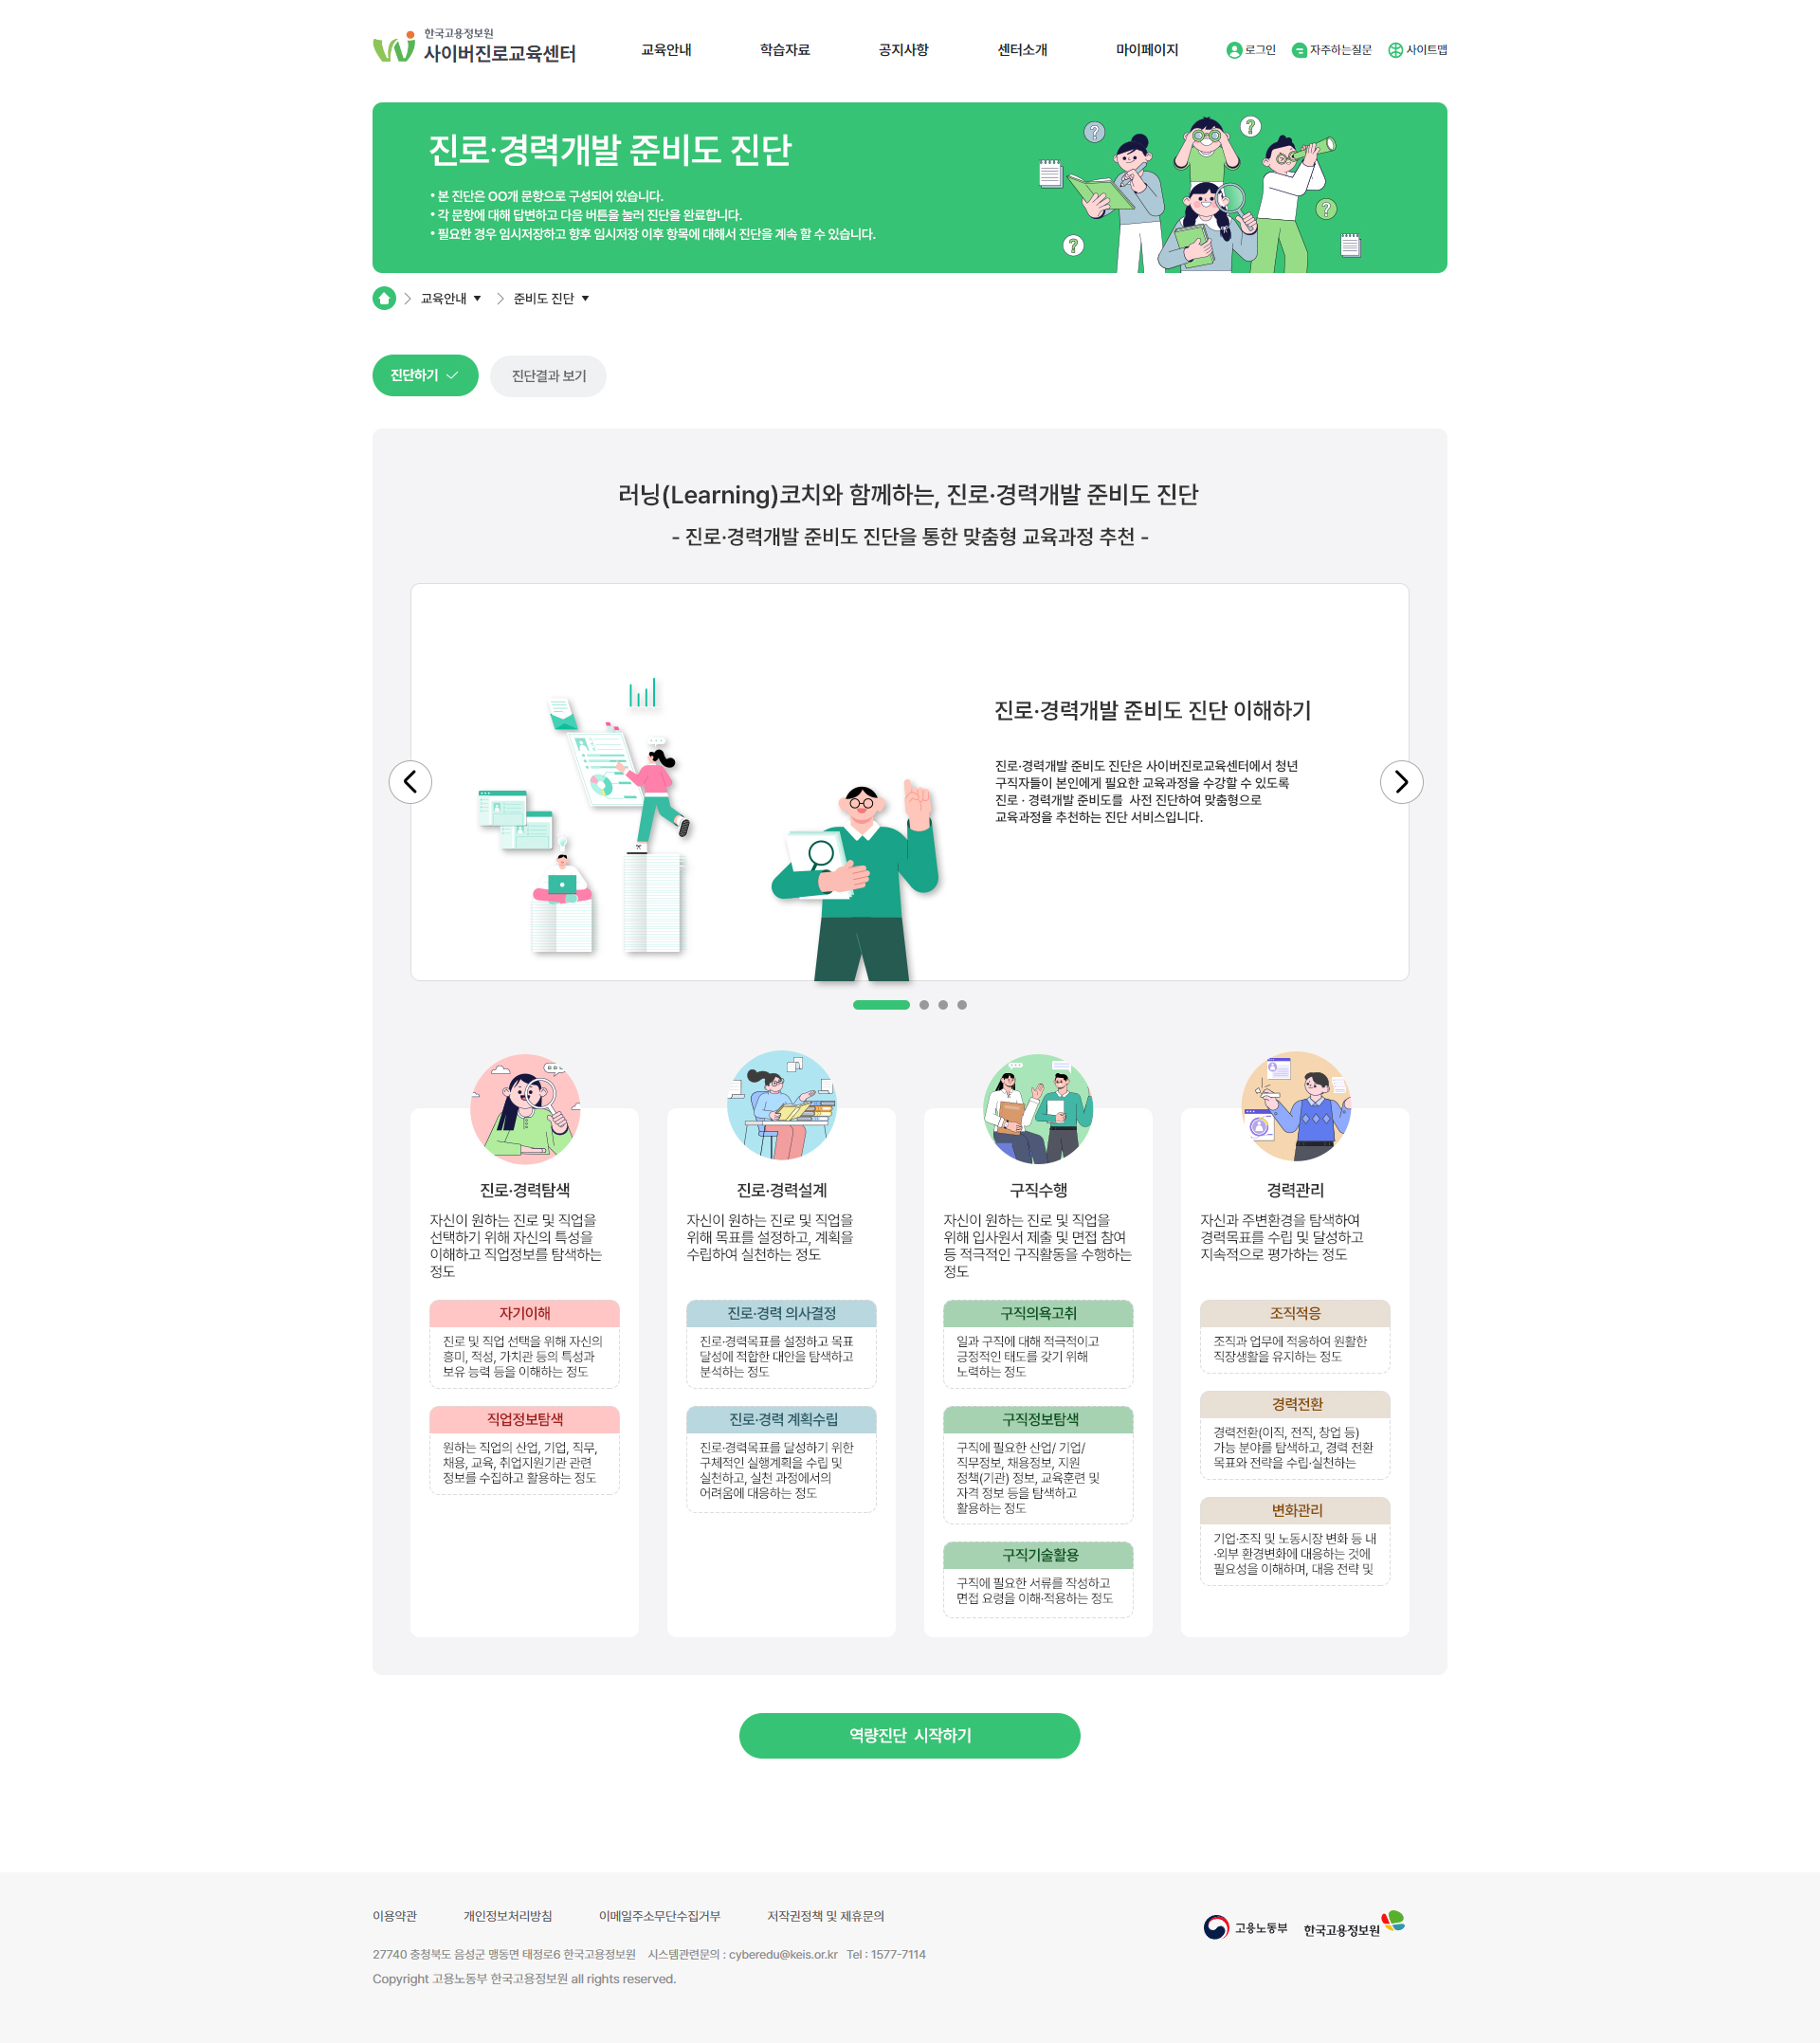 한국고용정보원
사이버진로교육센터
교육안내
학습자료
공지사항
센터소개
마이페이지
로그인
자주하는질문
사이트맵
진로·경력개발 준비도 진단
• 본 진단은 OO개 문항으로 구성되어 있습니다.
• 각 문항에 대해 답변하고 다음 버튼을 눌러 진단을 완료합니다.
• 필요한 경우 임시저장하고 향후 임시저장 이후 항목에 대해서 진단을 계속 할 수 있습니다.
교육안내
준비도 진단
진단하기
진단결과 보기
러닝(Learning)코치와 함께하는, 진로·경력개발 준비도 진단
- 진로·경력개발 준비도 진단을 통한 맞춤형 교육과정 추천 -
진로·경력개발 준비도 진단 이해하기
진로·경력개발 준비도 진단은 사이버진로교육센터에서 청년
구직자들이 본인에게 필요한 교육과정을 수강할 수 있도록
진로 · 경력개발 준비도를 사전 진단하여 맞춤형으로
교육과정을 추천하는 진단 서비스입니다.
진로·경력탐색
자신이 원하는 진로 및 직업을
선택하기 위해 자신의 특성을
이해하고 직업정보를 탐색하는
정도
자기이해
진로 및 직업 선택을 위해 자신의
흥미, 적성, 가치관 등의 특성과
보유 능력 등을 이해하는 정도
직업정보탐색
원하는 직업의 산업, 기업, 직무,
채용, 교육, 취업지원기관 관련
정보를 수집하고 활용하는 정도
진로·경력설계
자신이 원하는 진로 및 직업을
위해 목표를 설정하고, 계획을
수립하여 실천하는 정도
진로·경력 의사결정
진로·경력목표를 설정하고 목표
달성에 적합한 대안을 탐색하고
분석하는 정도
진로·경력 계획수립
진로·경력목표를 달성하기 위한
구체적인 실행계획을 수립 및
실천하고, 실천 과정에서의
어려움에 대응하는 정도
구직수행
자신이 원하는 진로 및 직업을
위해 입사원서 제출 및 면접 참여
등 적극적인 구직활동을 수행하는
정도
구직의욕고취
일과 구직에 대해 적극적이고
긍정적인 태도를 갖기 위해
노력하는 정도
구직정보탐색
구직에 필요한 산업/ 기업/
직무정보, 채용정보, 지원
정책(기관) 정보, 교육훈련 및
자격 정보 등을 탐색하고
활용하는 정도
구직기술활용
구직에 필요한 서류를 작성하고
면접 요령을 이해·적용하는 정도
경력관리
자신과 주변환경을 탐색하여
경력목표를 수립 및 달성하고
지속적으로 평가하는 정도
조직적응
조직과 업무에 적응하여 원활한
직장생활을 유지하는 정도
경력전환
경력전환(이직, 전직, 창업 등)
가능 분야를 탐색하고, 경력 전환
목표와 전략을 수립·실천하는
변화관리
기업·조직 및 노동시장 변화 등 내
·외부 환경변화에 대응하는 것에
필요성을 이해하며, 대응 전략 및
역량진단 시작하기
이용약관
개인정보처리방침
이메일주소무단수집거부
저작권정책 및 제휴문의
27740 충청북도 음성군 맹동면 태정로6 한국고용정보원 시스템관련문의 : cyberedu@keis.or.kr Tel : 1577-7114
Copyright 고용노동부 한국고용정보원 all rights reserved.
고용노동부
한국고용정보원